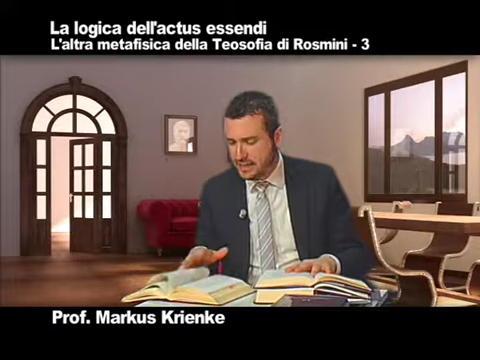 La logica dell'actus essendi
L'altra metafisica della Teosofia di Rosmini - 3
Prof. Markus Krienke